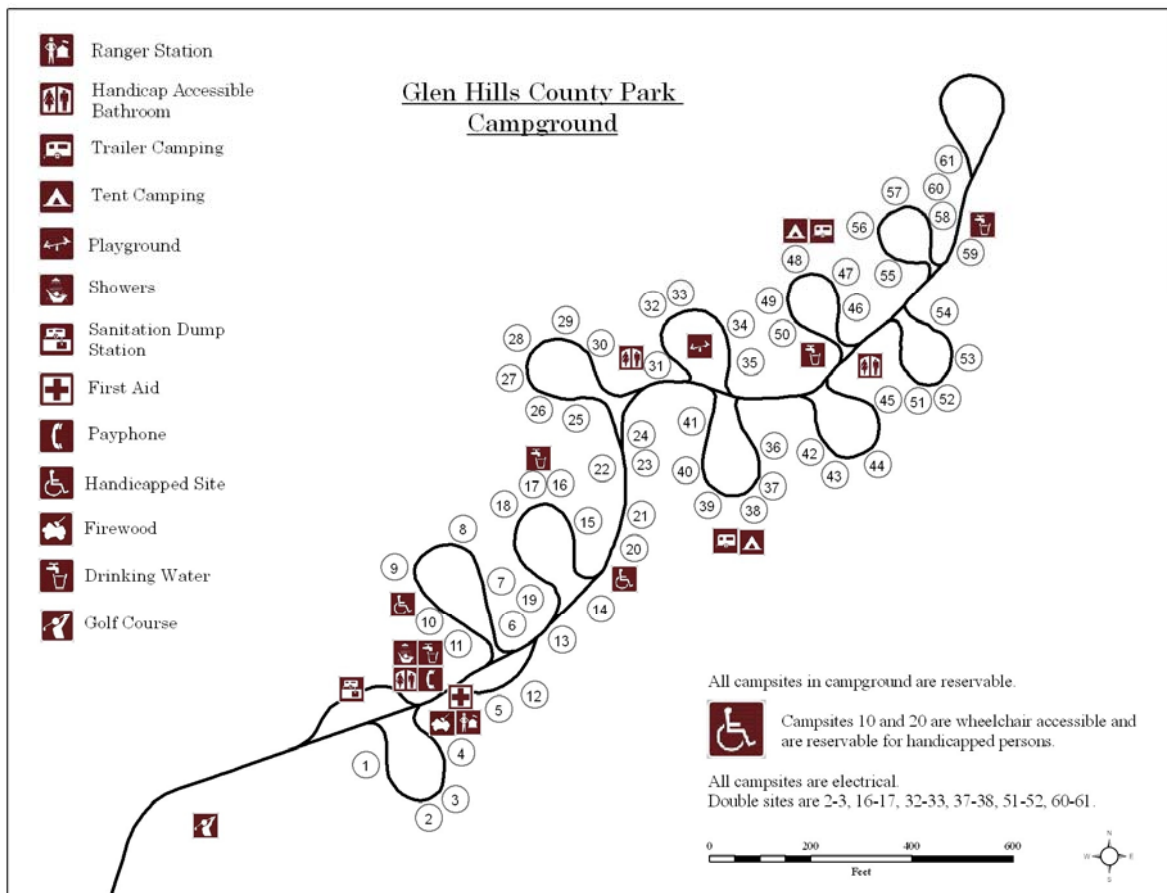 Ranger Station
Handicap Accessible
Bathroom
Trailer Camping
Tent Camping
Playground
Showers
Sanitation Dump
Station
First Aid
Payphone
Handicapped Site
Firewood
Drinking Water
Golf Course
Glen Hills County Park
Campground
61
60
57
58
56
59
55
48
47
49
46
50
54
53
52
51
45
33
32
34
31
35
29
28
30
27
26
25
24
23
22
41
40
39
38
37
36
42
43
44
17
16
18
15
21
20
19
14
13
8
9
7
10
6
11
12
5
4
1
3
2
All campsites in campground are reservable.
Campsites 10 and 20 are wheelchair accessible and
are reservable for handicapped persons.
All campsites are electrical.
Double sites are 2-3, 16-17, 32-33, 37-38, 51-52, 60-61.
0 200 400 600
Feet
N
W E
S